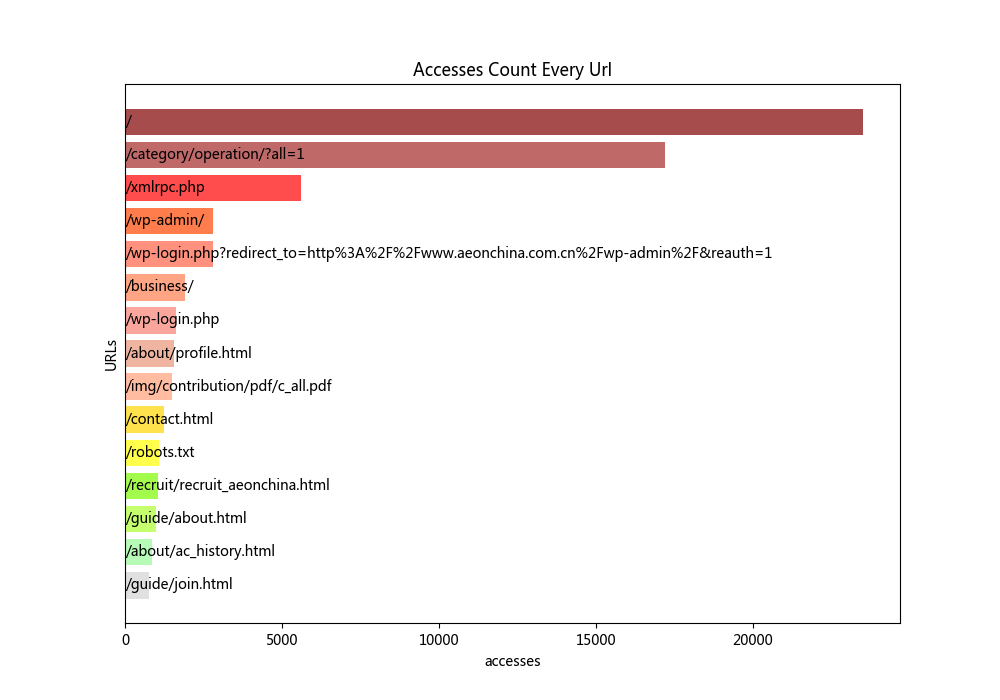 Accesses Count Every Url
/
/category/operation/?all=1
/xmlrpc.php
/wp-admin/
/wp-login.php?redirect_to=http%3A%2F%2Fwww.aeonchina.com.cn%2Fwp-admin%2F&reauth=1
/business/
/wp-login.php
/about/profile.html
/img/contribution/pdf/c_all.pdf
/contact.html
/robots.txt
/recruit/recruit_aeonchina.html
/guide/about.html
/about/ac_history.html
/guide/join.html
URLs
0 5000 10000 15000 20000
accesses